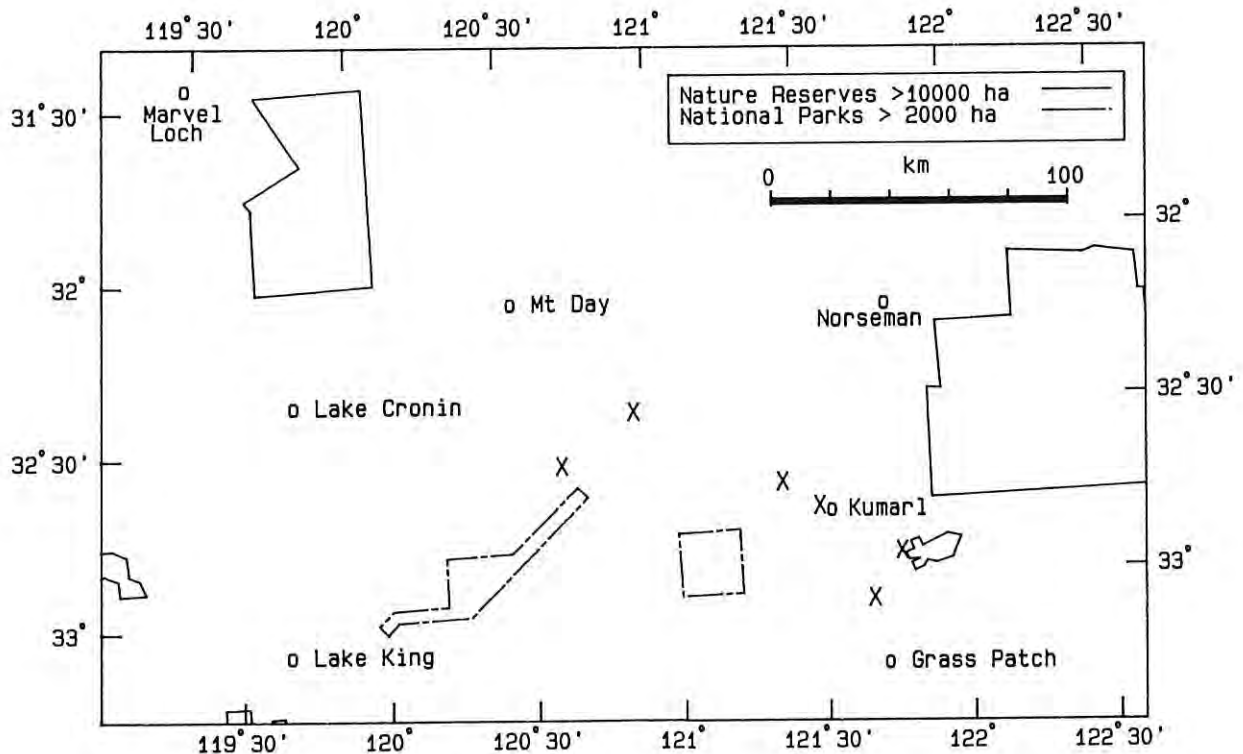 119°30' 120° 120°30' 121° 121°30' 122° 122°30'
Nature Reserves >10000 ha
National Parks > 2000 ha
km
0 100
31°30'
Marvel
Loch
32°
32°
Mt Day
Norseman
32°30'
Lake Cronin
X
32°30'
X
X
X Kumarl
X
33°
X
33°
Lake King
Grass Patch
119°30' 120° 120°30' 121° 121°30' 122° 122°30'